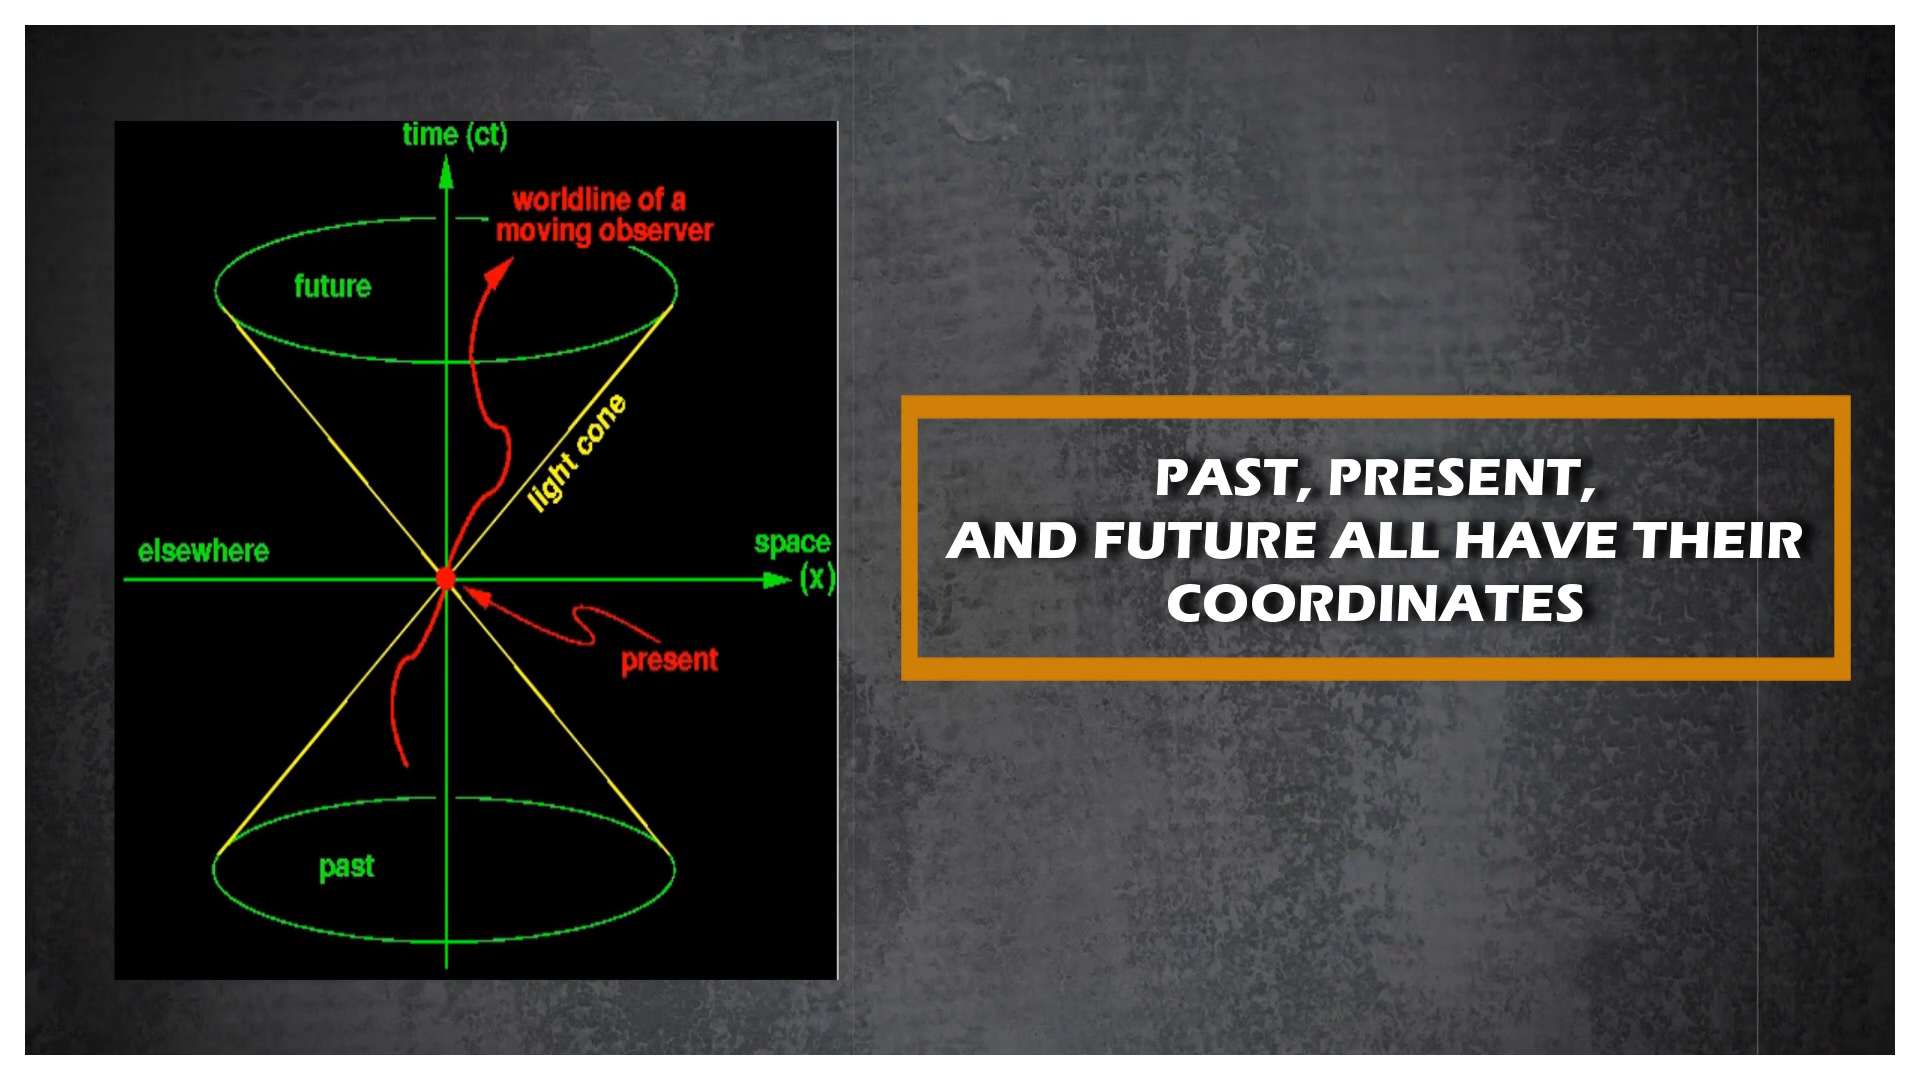 time (ct)
worldline of a
moving observer
future
light cone
elsewhere
space
(x)
present
past
PAST, PRESENT,
AND FUTURE ALL HAVE THEIR
COORDINATES